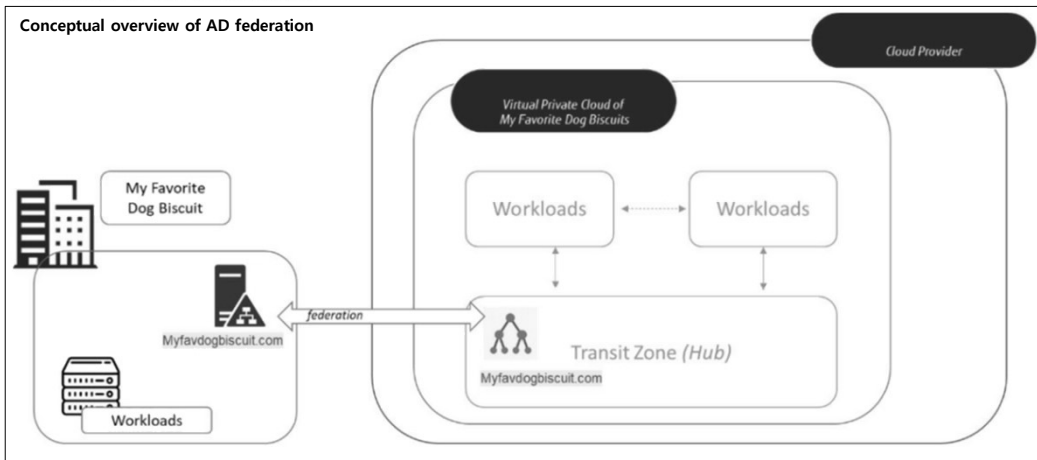 Conceptual overview of AD federation
Cloud Provider
Virtual Private Cloud of
My Favorite Dog Biscuits
My Favorite
Dog Biscuit
Workloads
Workloads
federation
Myfavdogbiscuit.com
Transit Zone (Hub)
Myfavdogbiscuit.com
Workloads